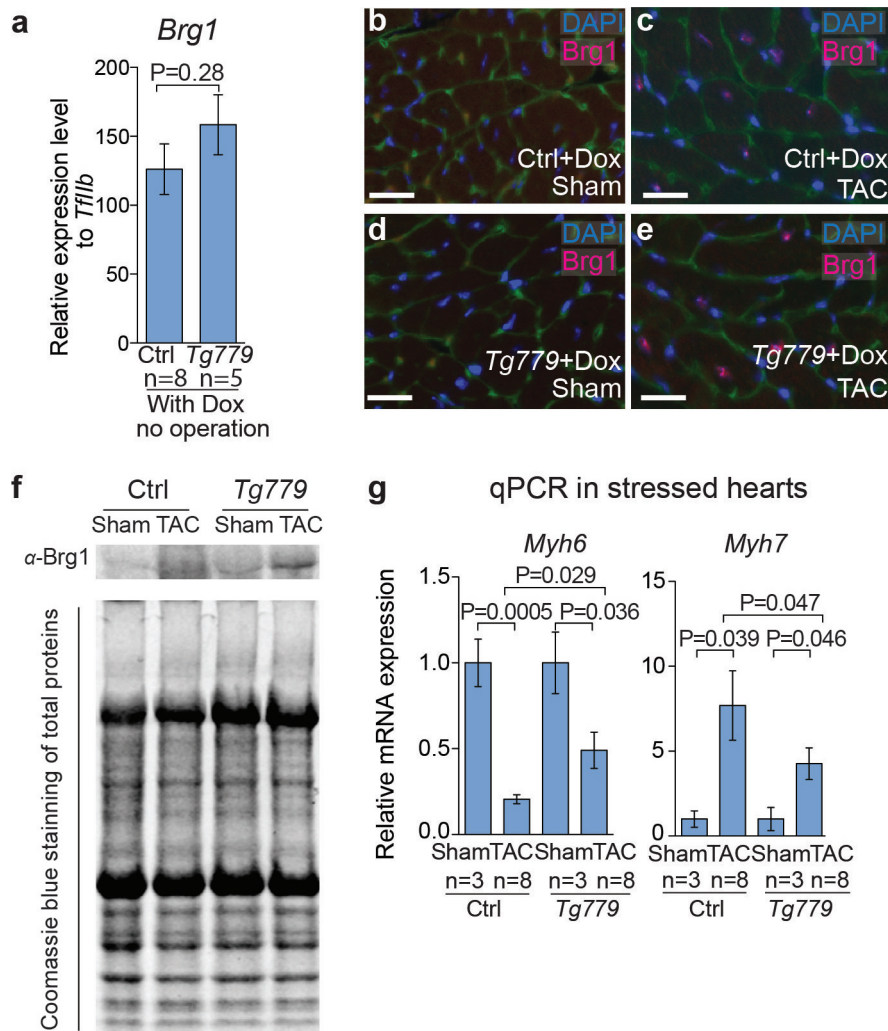 a
Brg1
P=0.28
200
150
100
50
0
Relative expression level
to TfIIb
Ctrl Tg779
n=8 n=5
With Dox
no operation
b
DAPI
Brg1
Ctrl+Dox
Sham
c
DAPI
Brg1
Ctrl+Dox
TAC
d
DAPI
Brg1
Tg779+Dox
Sham
e
DAPI
Brg1
Tg779+Dox
TAC
f
Ctrl Tg779
Sham TAC Sham TAC
α-Brg1
Coomassie blue stainning of total proteins
g
qPCR in stressed hearts
Myh6
P=0.029
P=0.0005 P=0.036
1.5
1.0
0.5
0.0
Relative mRNA expression
ShamTAC ShamTAC
n=3 n=8 n=3 n=8
Ctrl Tg779
Myh7
P=0.047
P=0.039 P=0.046
15
10
5
0
ShamTAC ShamTAC
n=3 n=8 n=3 n=8
Ctrl Tg779